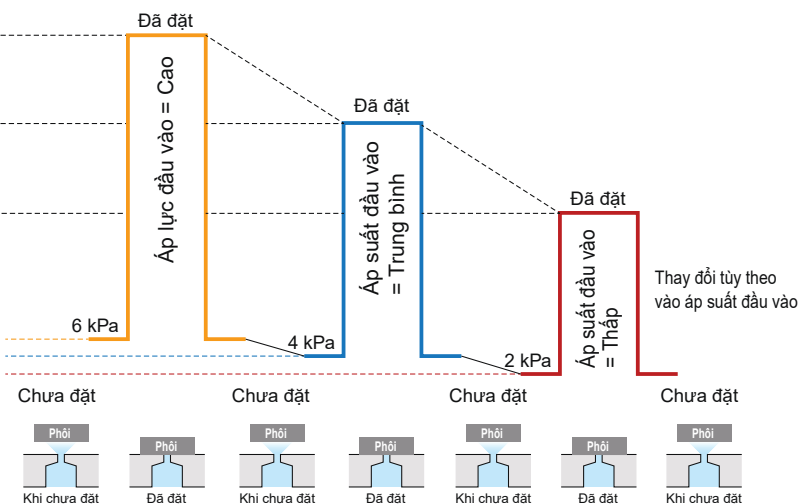 Đã đặt
Áp lực đầu vào = Cao
Đã đặt
Áp suất đầu vào
= Trung bình
Đã đặt
Áp suất đầu vào
= Thấp
Thay đổi tùy theo
vào áp suất đầu vào
6 kPa
4 kPa
2 kPa
Chưa đặt
Chưa đặt
Chưa đặt
Chưa đặt
Phôi
Phôi
Phôi
Phôi
Phôi
Phôi
Phôi
Khi chưa đặt
Đã đặt
Khi chưa đặt
Đã đặt
Khi chưa đặt
Đã đặt
Khi chưa đặt